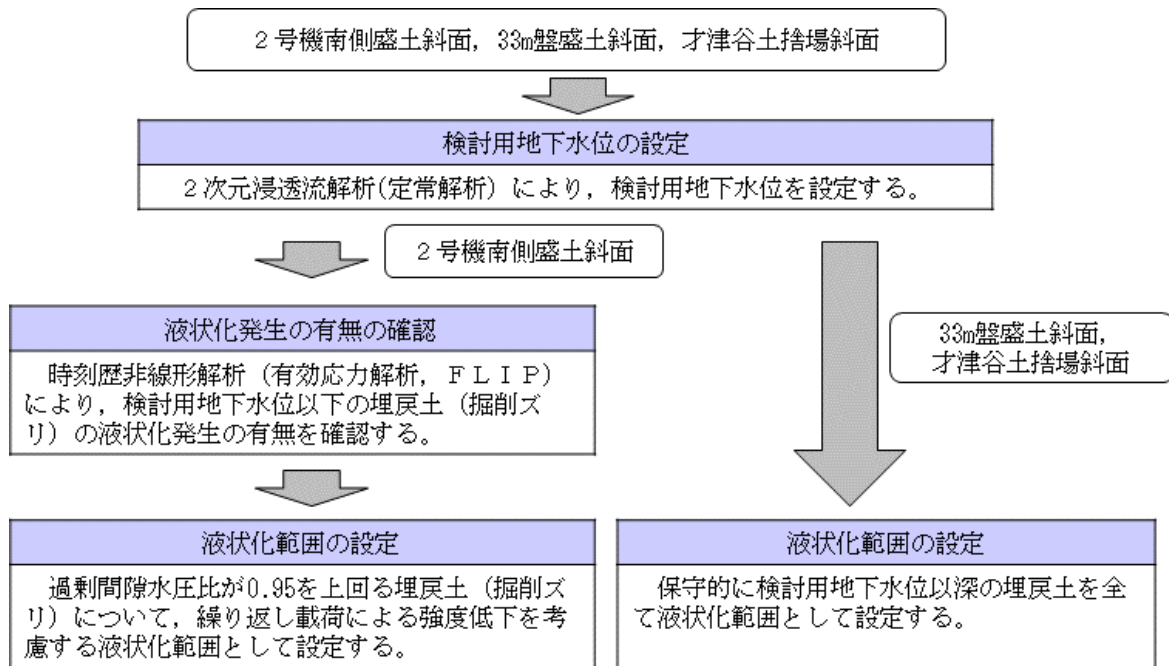 2号機南側盛土斜面，33m盤盛土斜面，才津谷土捨場斜面
検討用地下水位の設定
2次元浸透流解析(定常解析）により，検討用地下水位を設定する。
2号機南側盛土斜面
液状化発生の有無の確認
時刻歴非線形解析（有効応力解析，ＦＬＩＰ）
により，検討用地下水位以下の埋戻土（掘削ズ
リ）の液状化発生の有無を確認する。
33m盤盛土斜面，
才津谷土捨場斜面
液状化範囲の設定
過剰間隙水圧比が0.95を上回る埋戻土（掘削ズ
リ）について，繰り返し載荷による強度低下を考
慮する液状化範囲として設定する。
液状化範囲の設定
保守的に検討用地下水位以深の埋戻土を全
て液状化範囲として設定する。